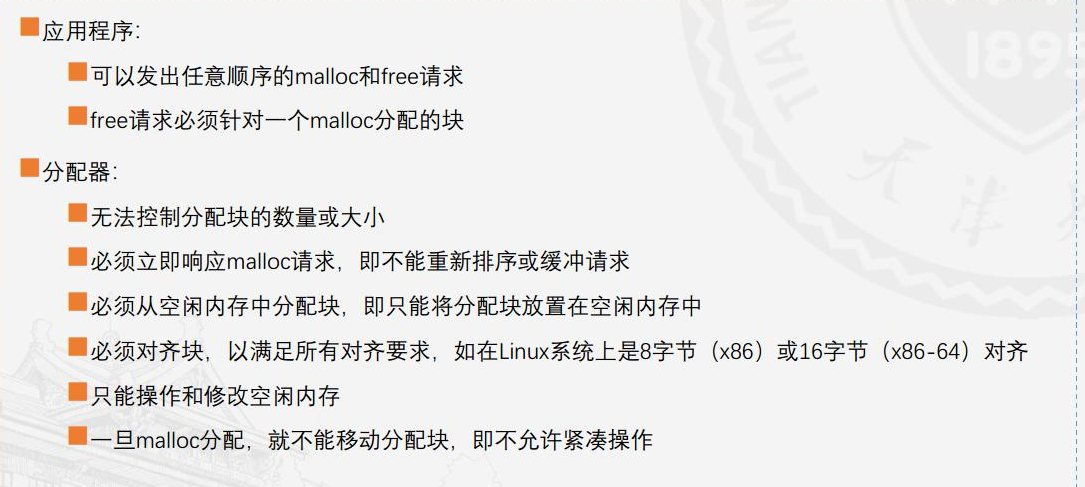 应用程序:
可以发出任意顺序的malloc和free请求
free请求必须针对一个malloc分配的块
分配器:
无法控制分配块的数量或大小
必须立即响应malloc请求，即不能重新排序或缓冲请求
必须从空闲内存中分配块，即只能将分配块放置在空闲内存中
必须对齐块，以满足所有对齐要求，如在Linux系统上是8字节（x86）或16字节（x86-64）对齐
只能操作和修改空闲内存
一旦malloc分配，就不能移动分配块，即不允许紧凑操作
TIAN
1895
天津